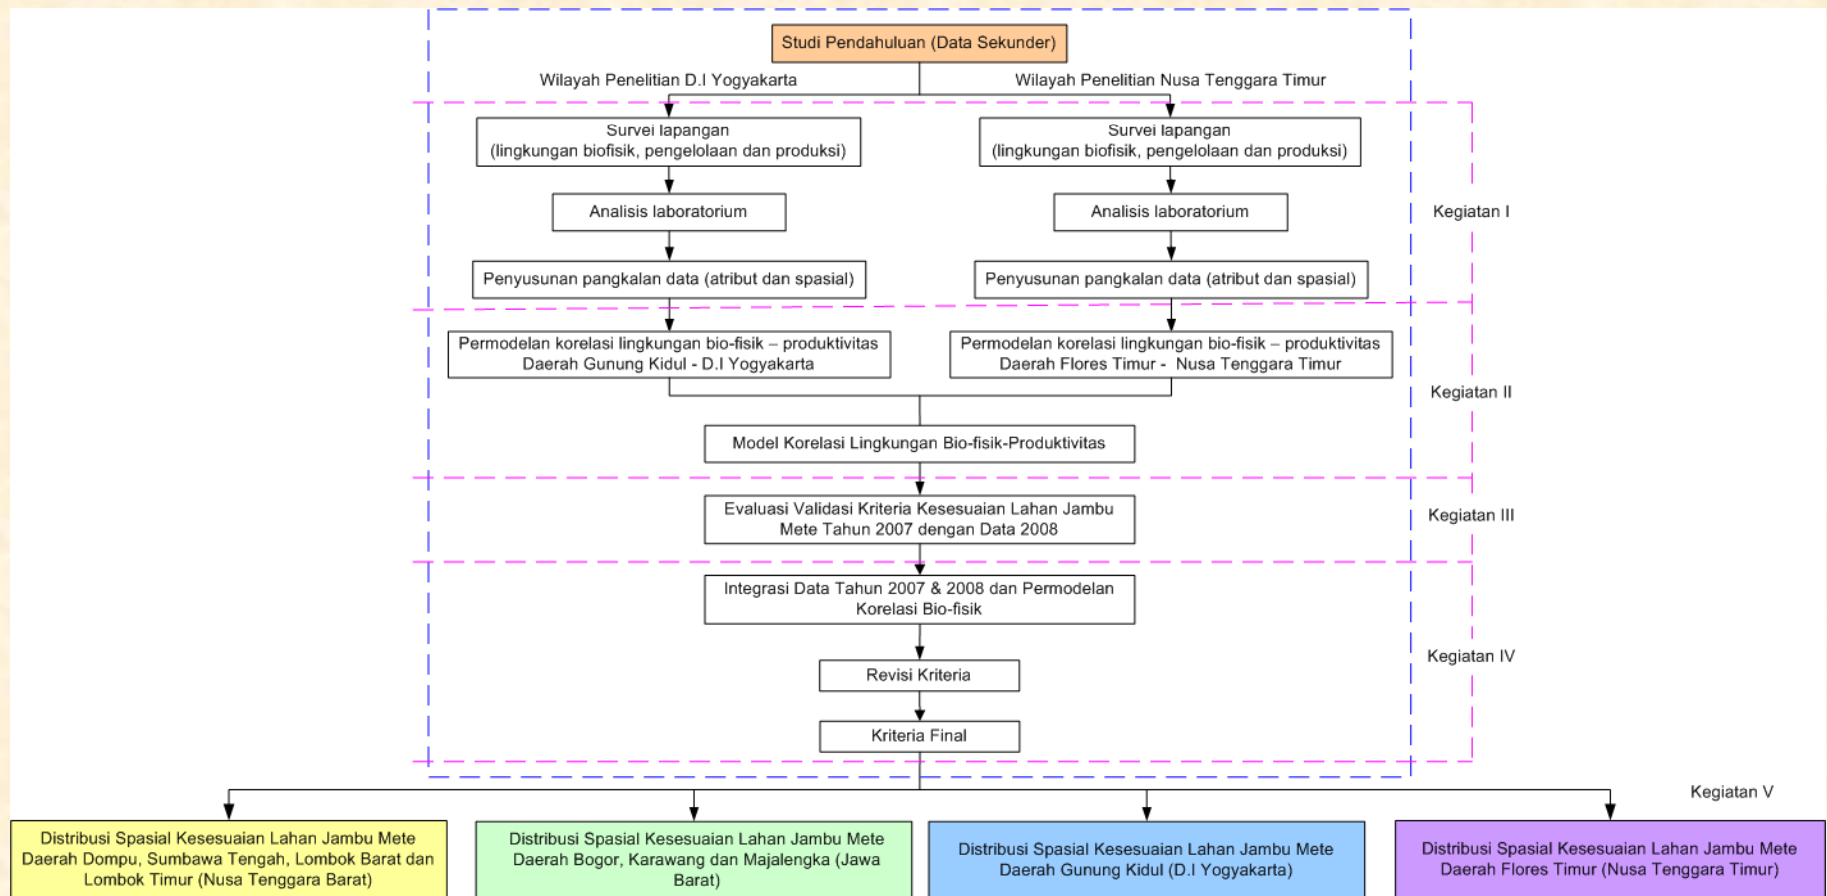 Studi Pendahuluan (Data Sekunder)
Wilayah Penelitian D.I Yogyakarta
Wilayah Penelitian Nusa Tenggara Timur
Survei lapangan
(lingkungan biofisik, pengelolaan dan produksi)
Survei lapangan
(lingkungan biofisik, pengelolaan dan produksi)
Analisis laboratorium
Analisis laboratorium
Kegiatan I
Penyusunan pangkalan data (atribut dan spasial)
Penyusunan pangkalan data (atribut dan spasial)
Permodelan korelasi lingkungan bio-fisik – produktivitas
Daerah Gunung Kidul - D.I Yogyakarta
Permodelan korelasi lingkungan bio-fisik – produktivitas
Daerah Flores Timur - Nusa Tenggara Timur
Kegiatan II
Model Korelasi Lingkungan Bio-fisik-Produktivitas
Evaluasi Validasi Kriteria Kesesuaian Lahan Jambu
Mete Tahun 2007 dengan Data 2008
Kegiatan III
Integrasi Data Tahun 2007 & 2008 dan Permodelan
Korelasi Bio-fisik
Kegiatan IV
Revisi Kriteria
Kriteria Final
Kegiatan V
Distribusi Spasial Kesesuaian Lahan Jambu Mete
Daerah Dompu, Sumbawa Tengah, Lombok Barat dan
Lombok Timur (Nusa Tenggara Barat)
Distribusi Spasial Kesesuaian Lahan Jambu Mete
Daerah Bogor, Karawang dan Majalengka (Jawa
Barat)
Distribusi Spasial Kesesuaian Lahan Jambu Mete
Daerah Gunung Kidul (D.I Yogyakarta)
Distribusi Spasial Kesesuaian Lahan Jambu Mete
Daerah Flores Timur (Nusa Tenggara Timur)